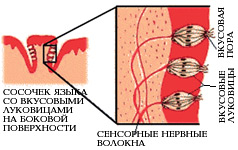 СОСОЧЕК ЯЗЫКА
СО ВКУСОВЫМИ
ЛУКОВИЦАМИ
НА БОКОВОЙ
ПОВЕРХНОСТИ
СЕНСОРНЫЕ НЕРВНЫЕ
ВОЛОКНА
ВКУСОВАЯ
ПОРА
ВКУСОВЫЕ
ЛУКОВИЦЫ